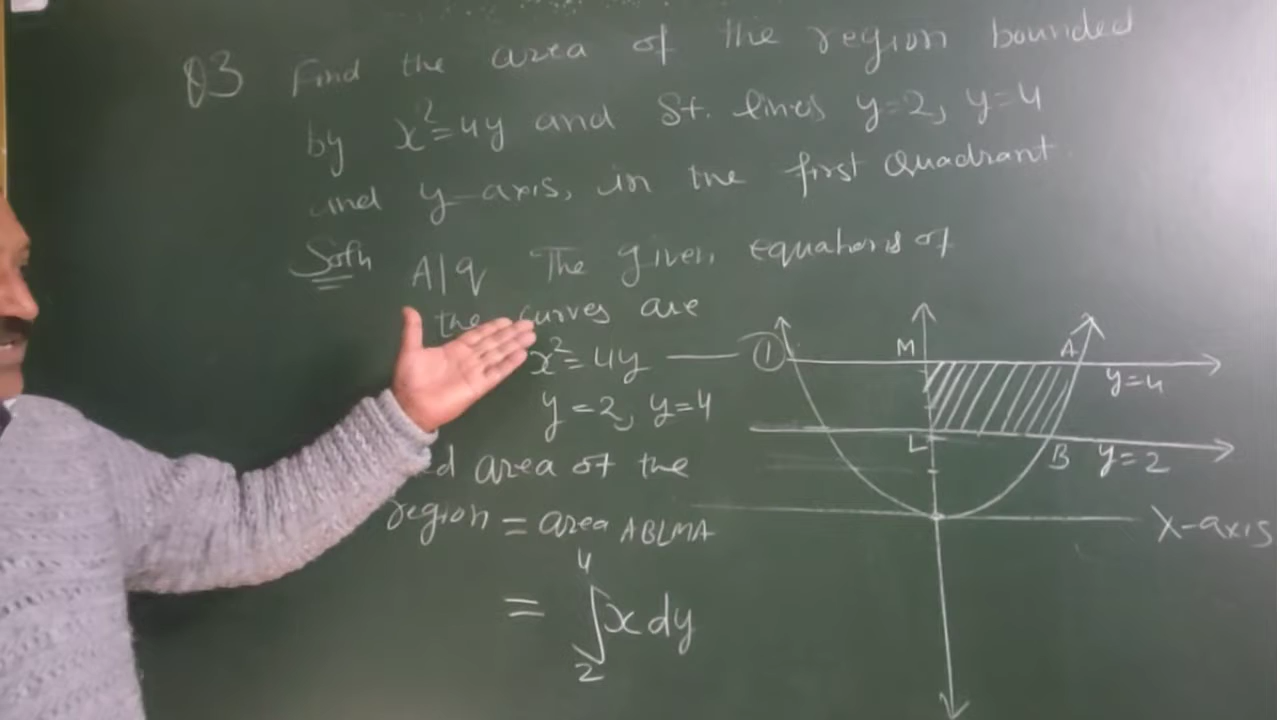 Q3 Find the area of the region bounded
by x²=4y and St. lines y=2, y=4
and y-axis, in the first Quadrant.
Soln A/q The given equations of
the curves are
x²=4y — ①
y=2, y=4
area of the
region = area ABLMA
= ∫₂⁴ x dy
M A
y=4
L B y=2
X-axis